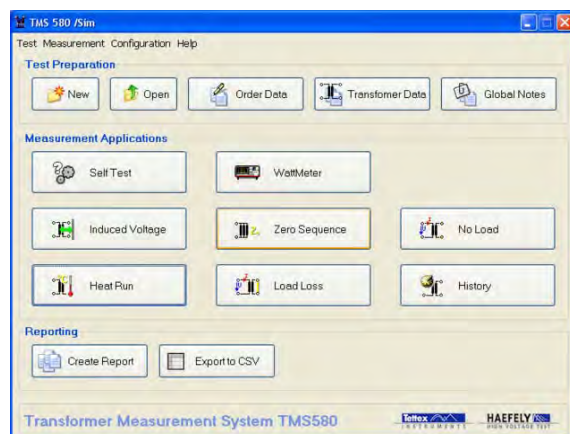 TMS 580 /Sim
Test Measurement Configuration Help
Test Preparation
New Open Order Data Transformer Data Global Notes
Measurement Applications
Self Test WattMeter
Induced Voltage Zero Sequence No Load
Heat Run Load Loss History
Reporting
Create Report Export to CSV
Transformer Measurement System TMS580 Tettex INSTRUMENTS HAEFELY HIGH VOLTAGE TEST